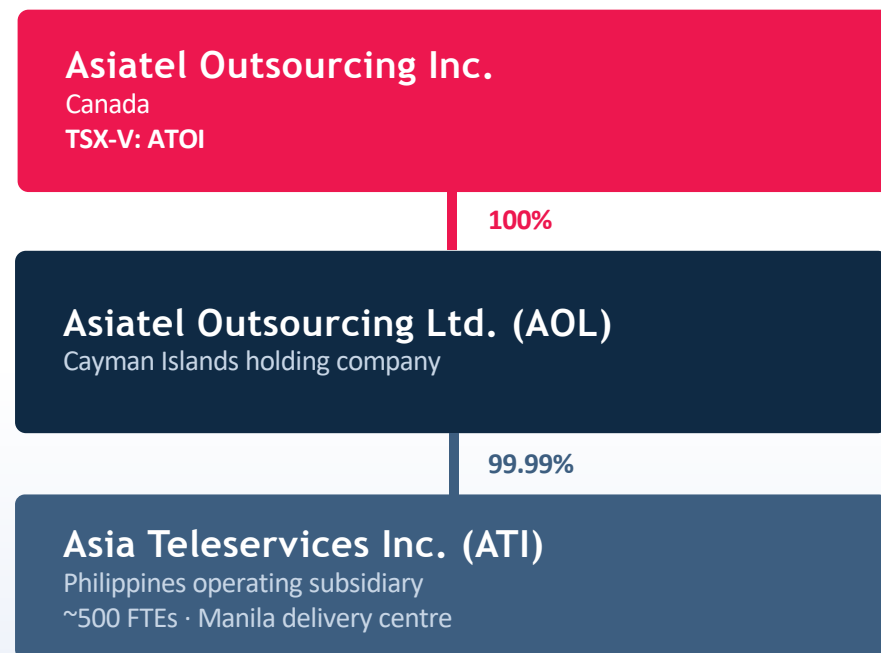 Asiatel Outsourcing Inc.
Canada
TSX-V: ATOI
100%
Asiatel Outsourcing Ltd. (AOL)
Cayman Islands holding company
99.99%
Asia Teleservices Inc. (ATI)
Philippines operating subsidiary
~500 FTEs · Manila delivery centre